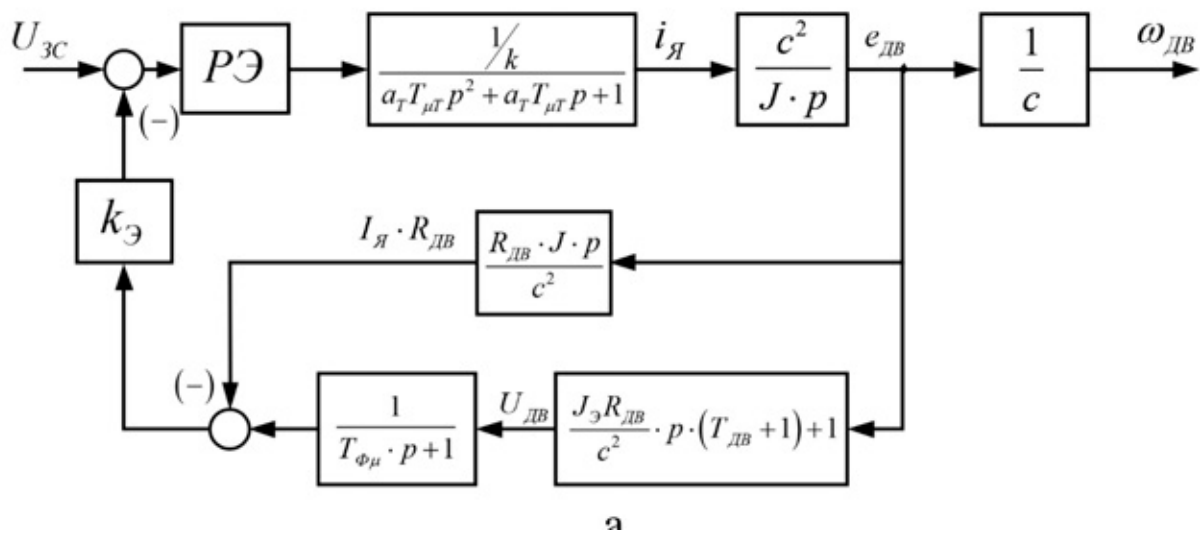 U_ЗС
(−)
РЭ
1/k / (a_T T_μT p² + a_T T_μT p + 1)
i_Я
c² / (J · p)
e_ДВ
1 / c
ω_ДВ
k_Э
I_Я · R_ДВ
(R_ДВ · J · p) / c²
(−)
1 / (T_Фμ · p + 1)
U_ДВ
(J_Э R_ДВ) / c² · p · (T_ДВ + 1) + 1
а